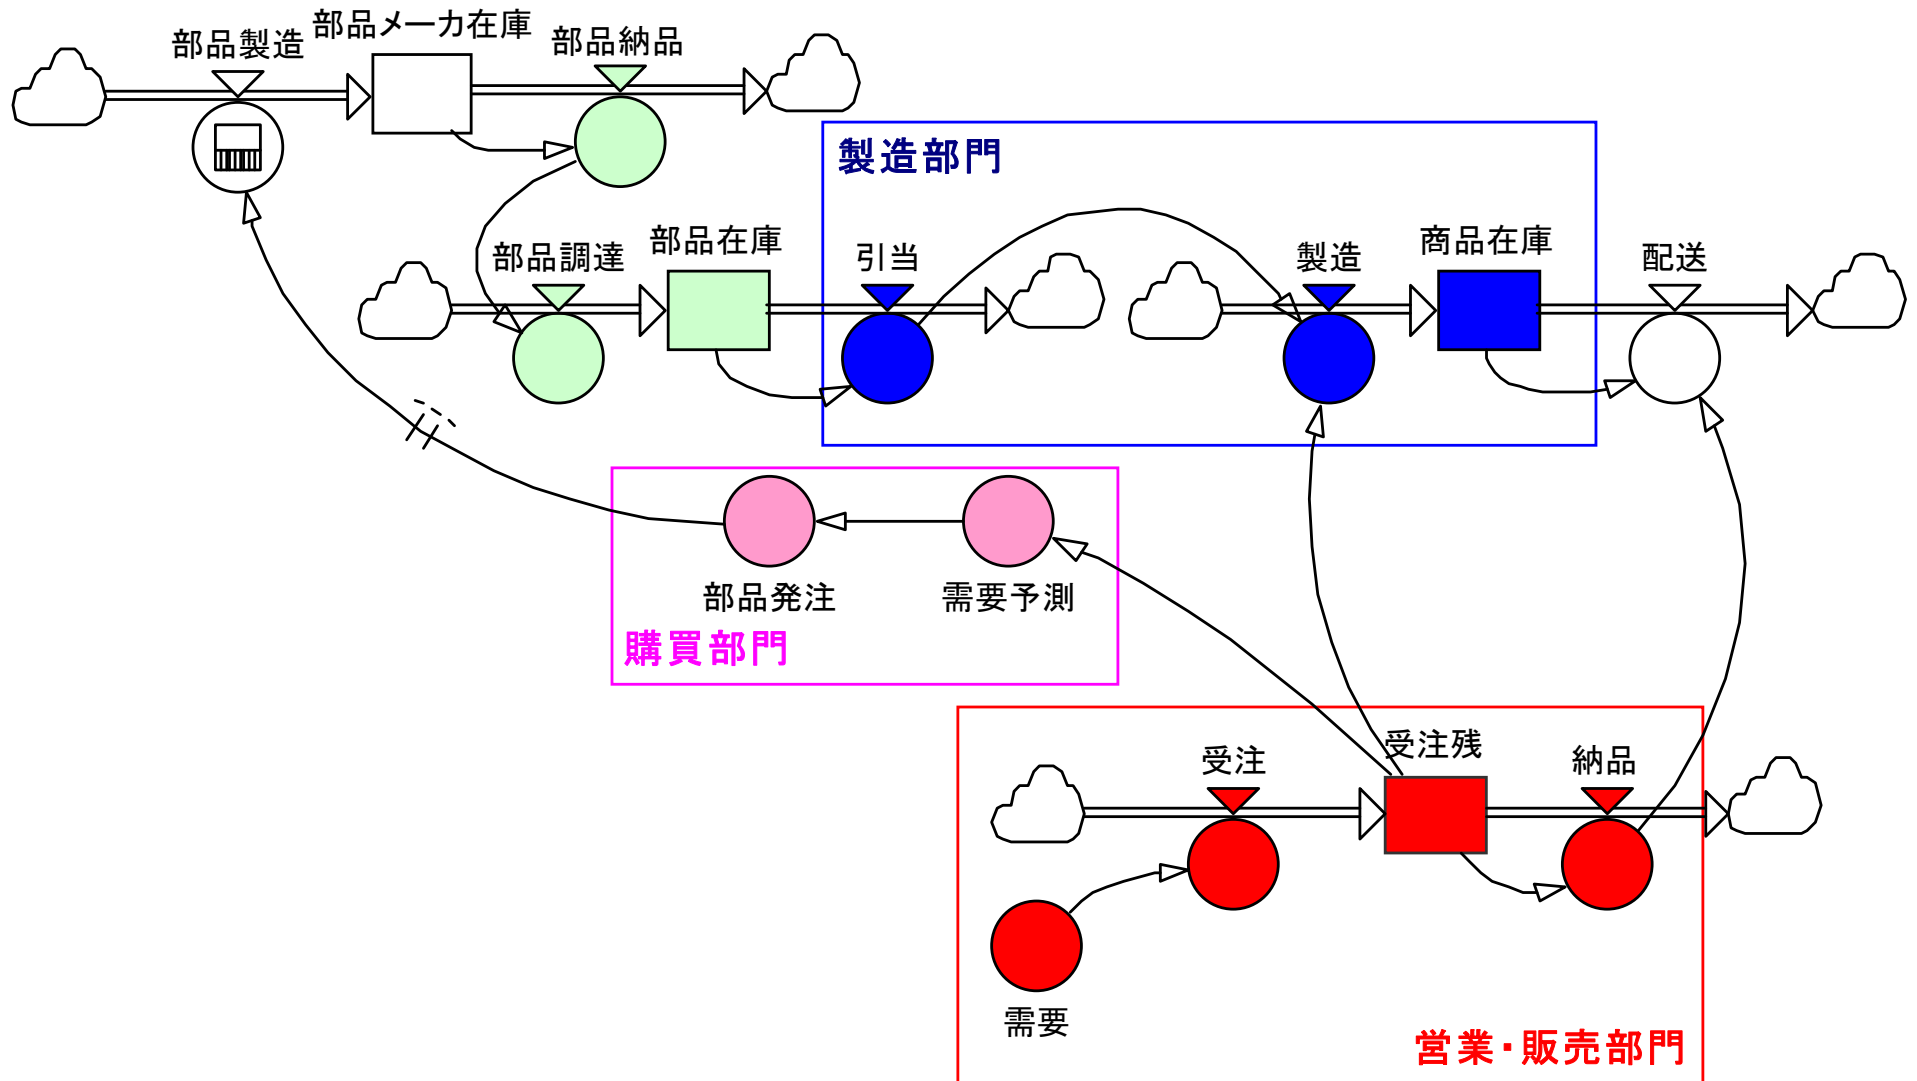 部品製造
部品メーカ在庫
部品納品
製造部門
部品調達
部品在庫
引当
製造
商品在庫
配送
部品発注
需要予測
購買部門
受注
受注残
納品
需要
営業・販売部門